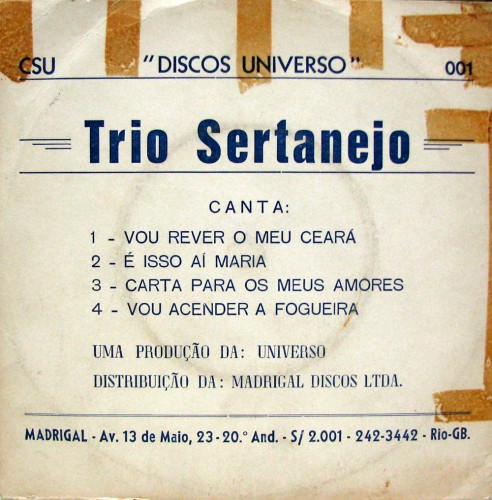 CSU "DISCOS UNIVERSO" 001
Trio Sertanejo
CANTA:
1 - VOU REVER O MEU CEARÁ
2 - É ISSO AÍ MARIA
3 - CARTA PARA OS MEUS AMORES
4 - VOU ACENDER A FOGUEIRA
UMA PRODUÇÃO DA: UNIVERSO
DISTRIBUIÇÃO DA: MADRIGAL DISCOS LTDA.
MADRIGAL - Av. 13 de Maio, 23 - 20.º And. - S/ 2.001 - 242-3442 - Rio-GB.